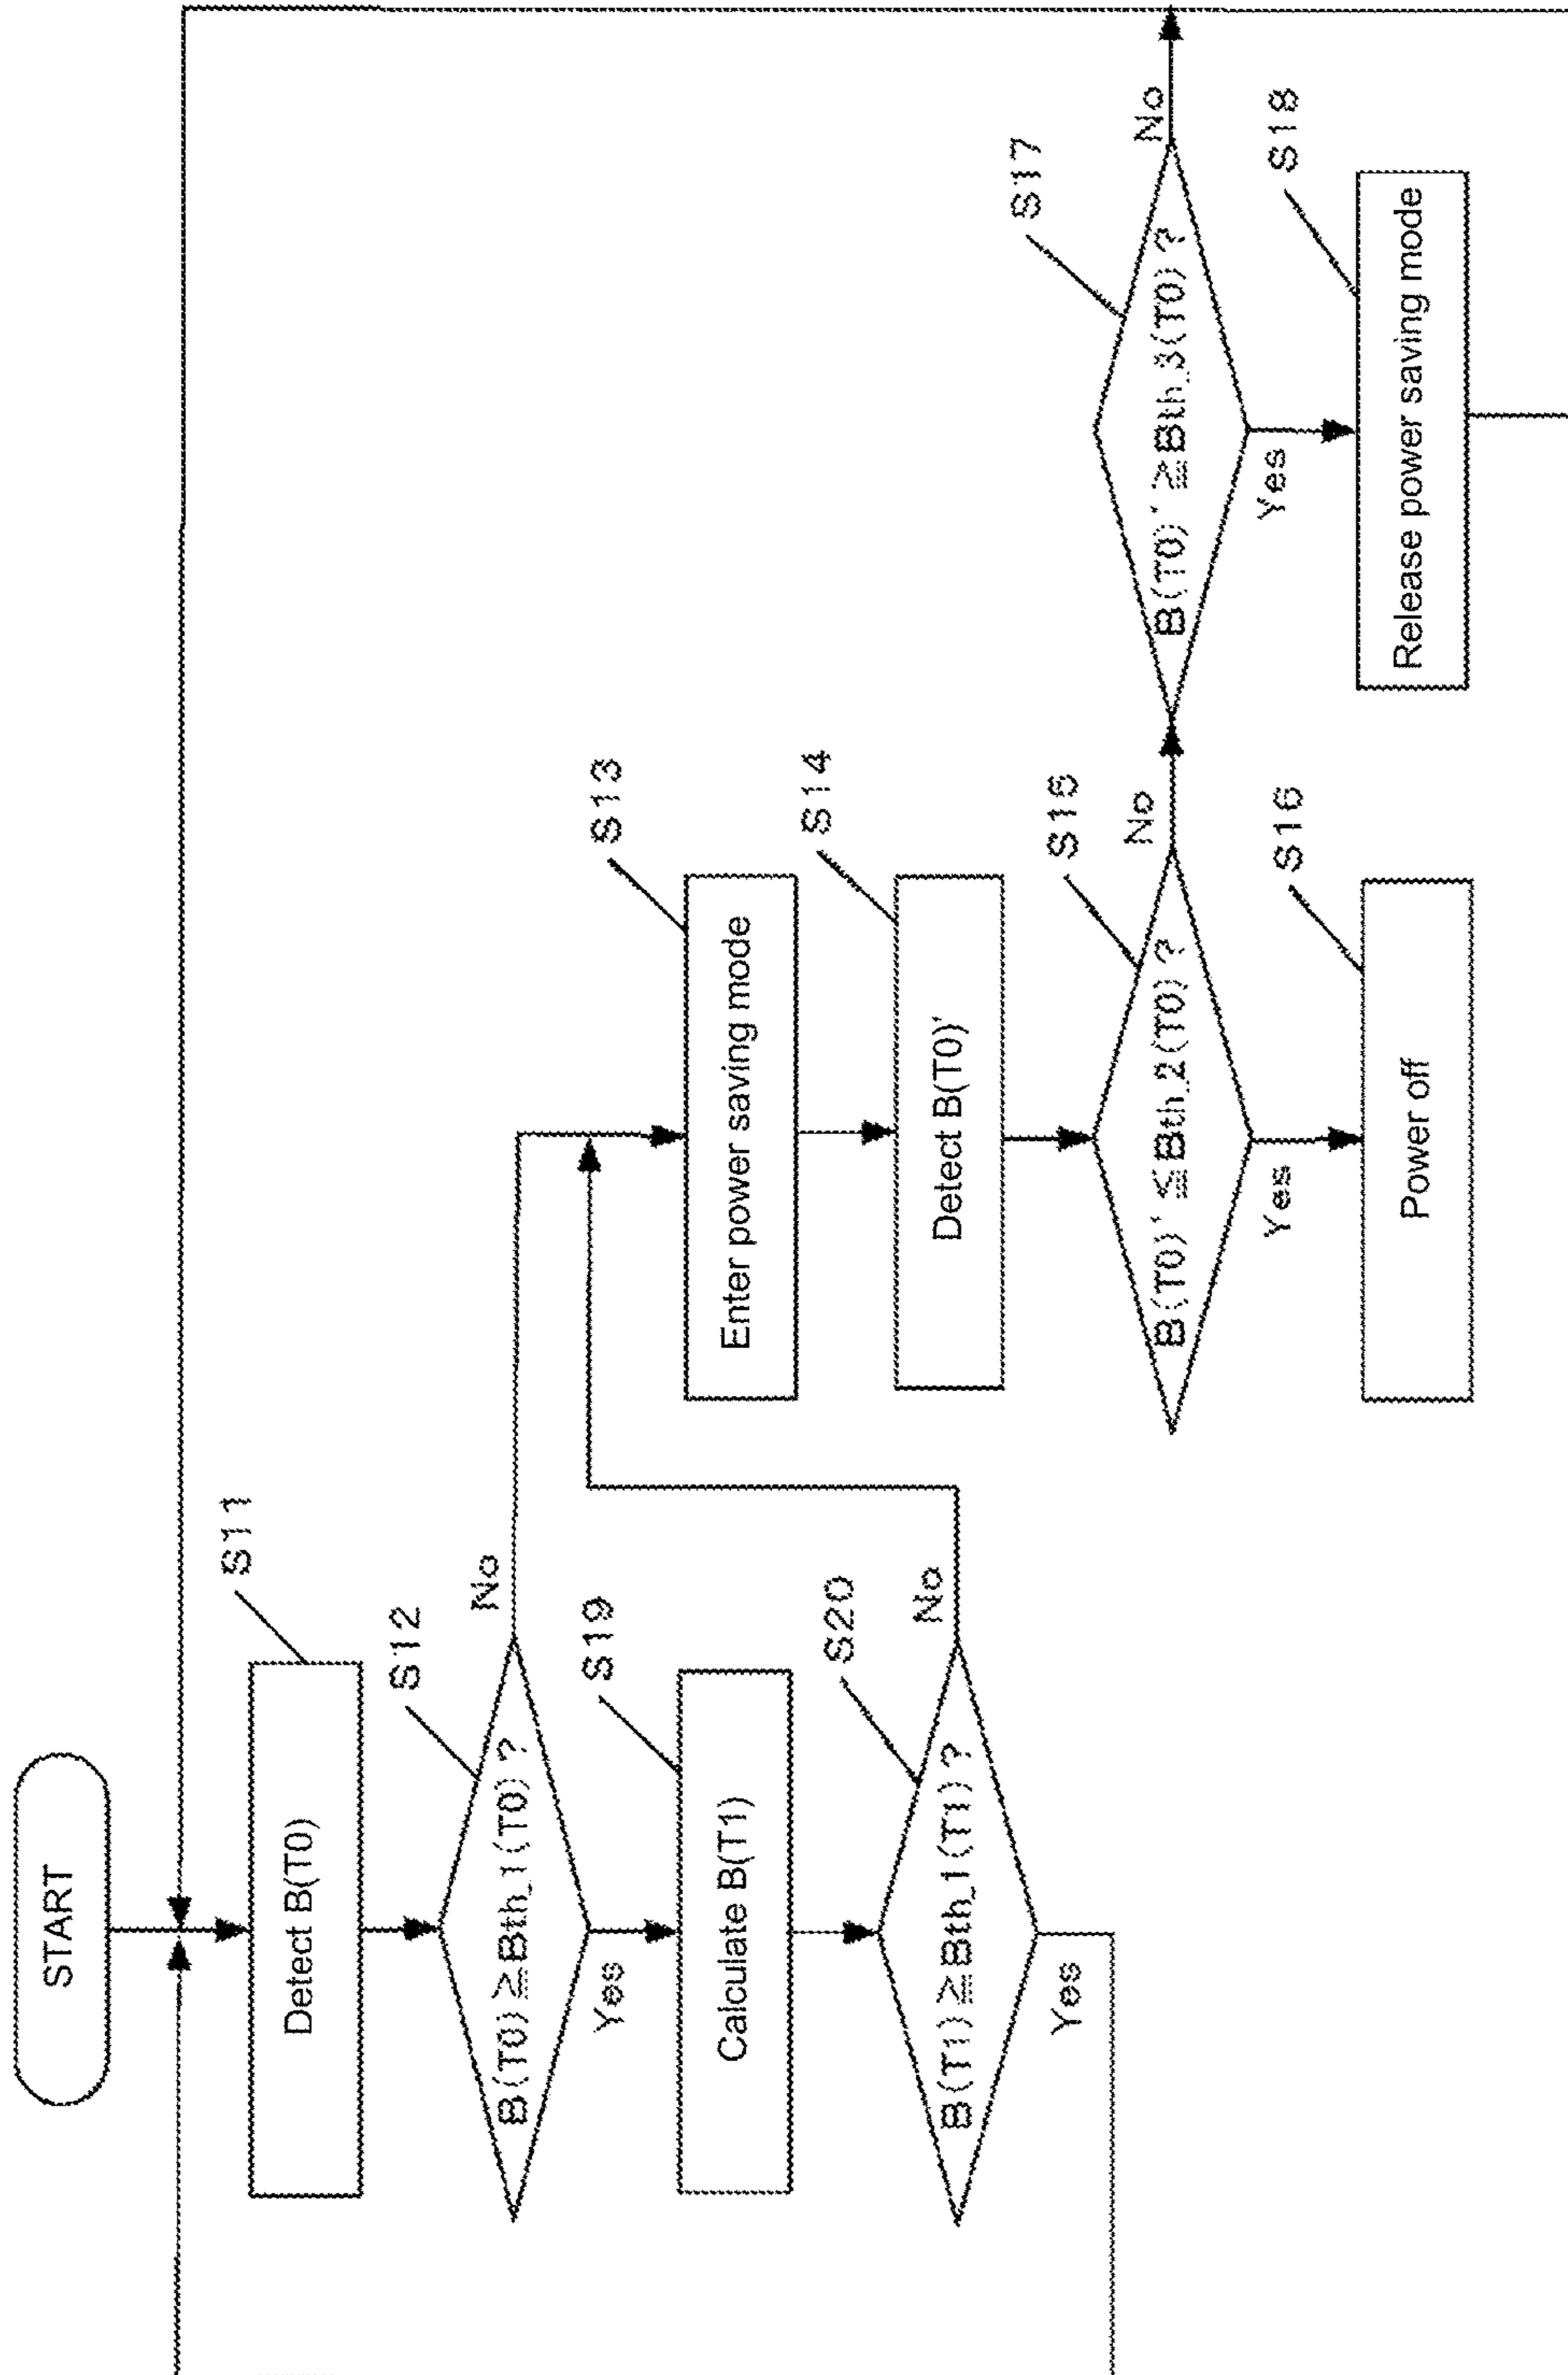 START
Detect B(T0)
S11
B(T0)≧Bth_1(T0)?
S12
No
Yes
Calculate B(T1)
S19
B(T1)≧Bth_1(T1)?
S20
No
Yes
Enter power saving mode
S13
Detect B(T0)'
S14
B(T0)'≦Bth_2(T0)?
S15
No
Yes
Power off
S16
B(T0)'≧Bth_3(T0)?
S17
No
Yes
Release power saving mode
S18